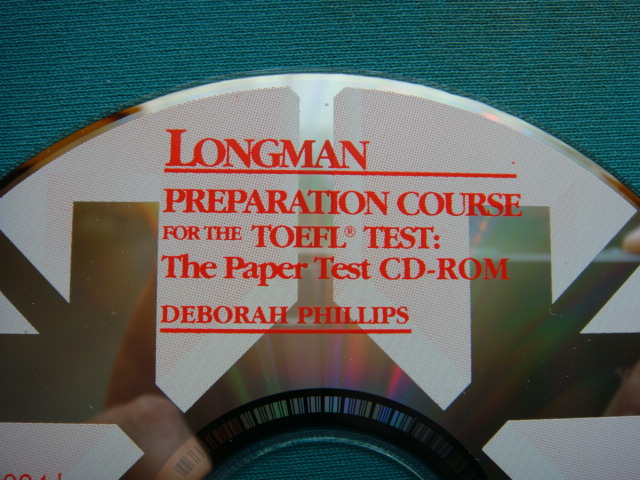 LONGMAN
PREPARATION COURSE
FOR THE TOEFL® TEST:
The Paper Test CD-ROM
DEBORAH PHILLIPS